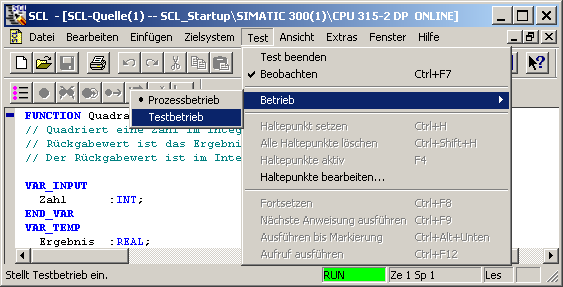 SCL - [SCL-Quelle(1) -- SCL_Startup\SIMATIC 300(1)\CPU 315-2 DP ONLINE]
Datei Bearbeiten Einfügen Zielsystem Test Ansicht Extras Fenster Hilfe
Test beenden
Beobachten Ctrl+F7
Betrieb
Prozessbetrieb
Testbetrieb
Haltepunkt setzen Ctrl+H
Alle Haltepunkte löschen Ctrl+Shift+H
Haltepunkte aktiv F4
Haltepunkte bearbeiten...
Fortsetzen Ctrl+F8
Nächste Anweisung ausführen Ctrl+F9
Ausführen bis Markierung Ctrl+Alt+Unten
Aufruf ausführen Ctrl+F12
FUNCTION Quadra
// Quadriert eine Zahl im Integ
// Rückgabewert ist das Ergebni
// Der Rückgabewert ist im Inte
VAR_INPUT
Zahl :INT;
END_VAR
VAR_TEMP
Ergebnis :REAL;
Stellt Testbetrieb ein. RUN Ze 1 Sp 1 Les